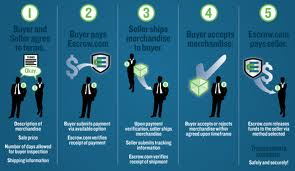 1
Buyer and
Seller agree
to terms.
Okay.
Description of
merchandise
Sale price
Number of days allowed
for buyer inspection
Shipping information
2
Buyer pays
Escrow.com
$
Buyer submits payment
via available option
Escrow.com verifies
receipt of payment
3
Seller ships
merchandise
to buyer.
Upon payment
verification, seller ships
merchandise
Seller submits tracking
information
Escrow.com verifies
shipment
4
Buyer accepts
merchandise.
Buyer accepts or rejects
merchandise within
agreed upon timeframe
5
Escrow.com
pays seller.
$
Escrow.com releases
funds to the seller via
method selected
Safely and securely!